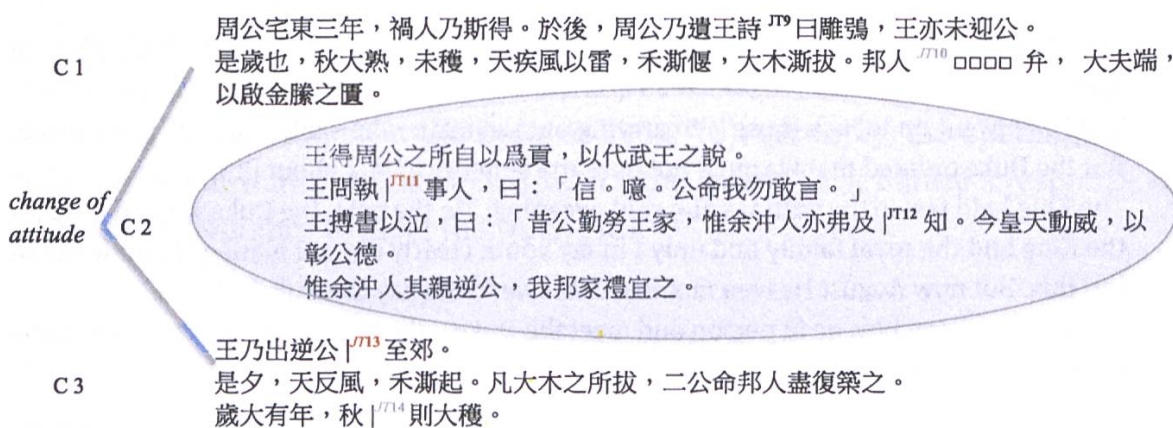 周公宅東三年，禍人乃斯得。於後，周公乃遺王詩 JT9 曰雕鴞，王亦未迎公。
C 1
是歲也，秋大熟，未穫，天疾風以雷，禾澌偃，大木澌拔。邦人 JT10 □□□□ 弁， 大夫端，
以啟金縢之匱。
王得周公之所自以爲貢，以代武王之說。
王問執|JT11 事人，曰：「信。噫。公命我勿敢言。
change of
attitude
C 2
王搏書以泣，曰：「昔公勤勞王家，惟余沖人亦弗及|JT12 知。今皇天動威，以
彰公德。
惟余沖人其親逆公，我邦家禮宜之。
王乃出逆公|JT13 至郊。
C 3
是夕，天反風，禾澌起。凡大木之所拔，二公命邦人盡復築之。
歲大有年，秋|JT14 則大穫。